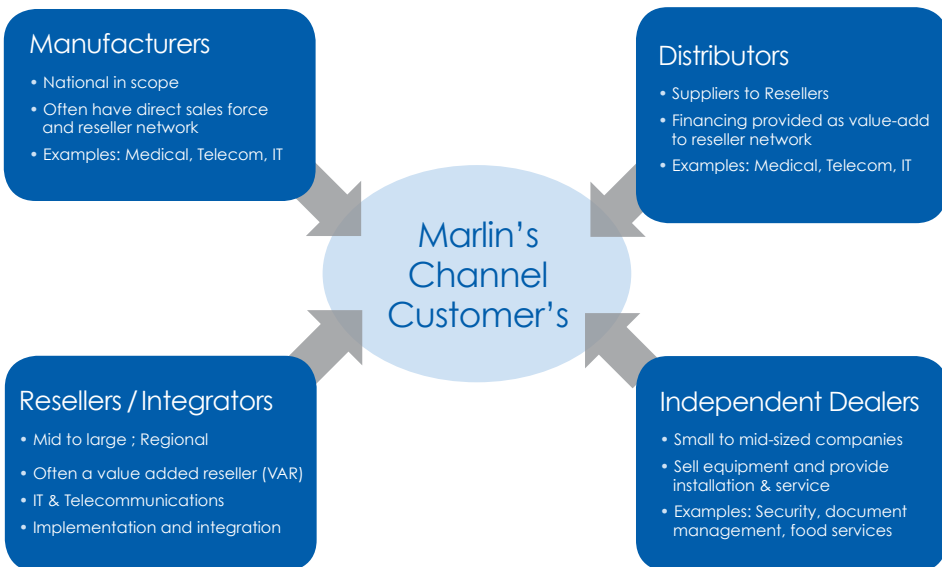 Manufacturers
• National in scope
• Often have direct sales force
and reseller network
• Examples: Medical, Telecom, IT
Distributors
• Suppliers to Resellers
• Financing provided as value-add
to reseller network
• Examples: Medical, Telecom, IT
Marlin’s
Channel
Customer’s
Resellers / Integrators
• Mid to large ; Regional
• Often a value added reseller (VAR)
• IT & Telecommunications
• Implementation and integration
Independent Dealers
• Small to mid-sized companies
• Sell equipment and provide
installation & service
• Examples: Security, document
management, food services